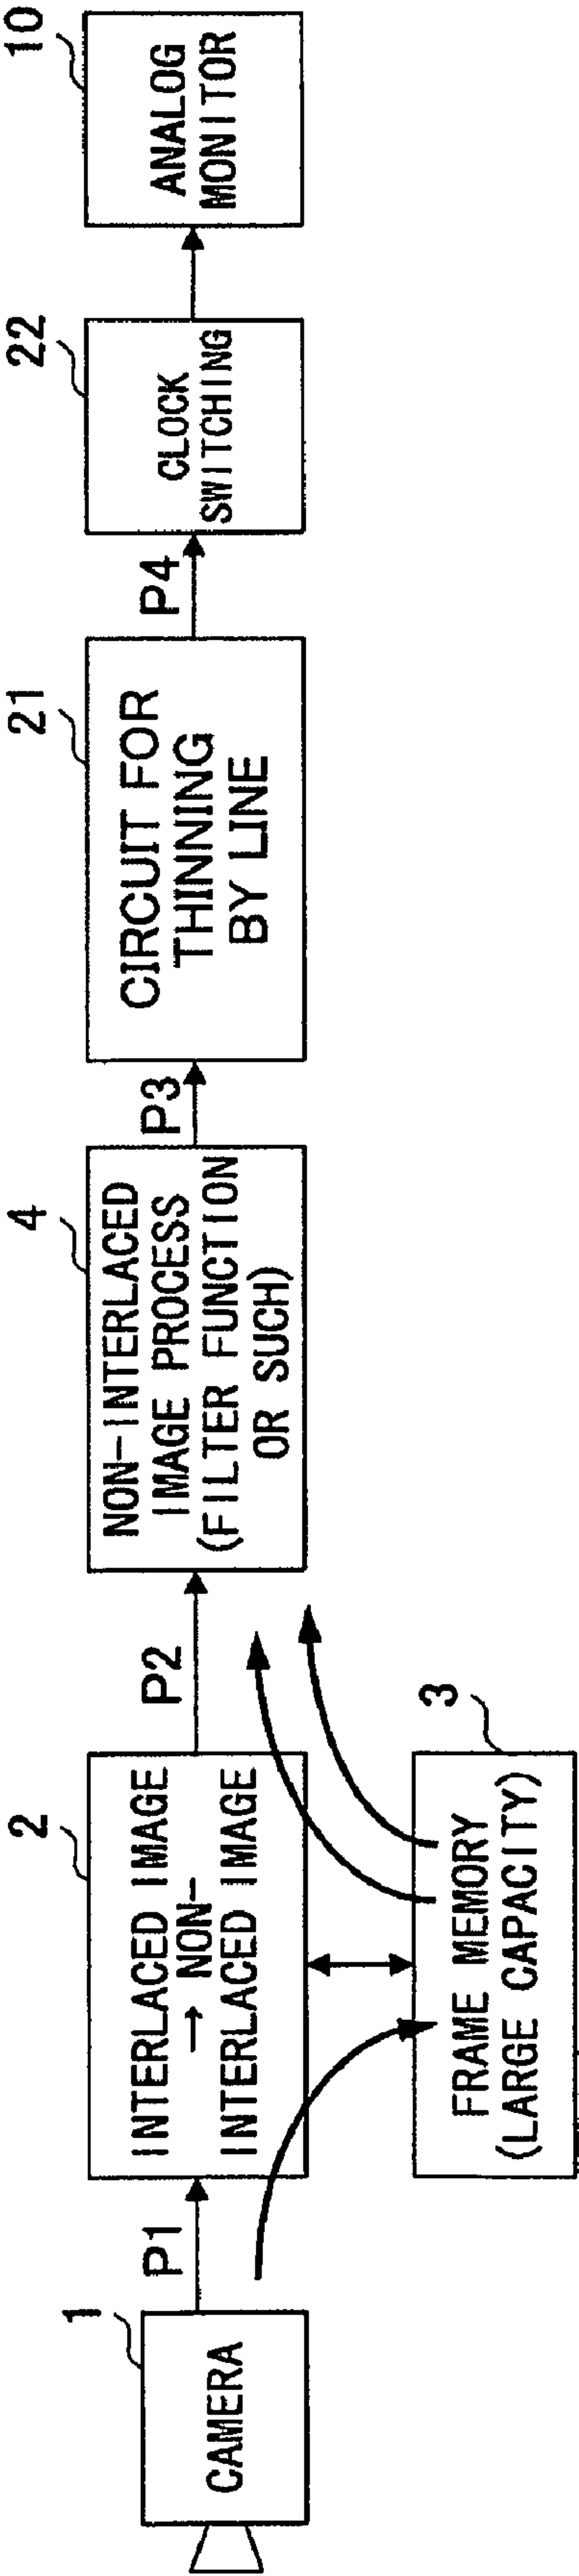 1
CAMERA
P1
2
INTERLACED IMAGE
→ NON-
INTERLACED IMAGE
3
FRAME MEMORY
(LARGE CAPACITY)
P2
4
NON-INTERLACED
IMAGE PROCESS
(FILTER FUNCTION
OR SUCH)
P3
21
CIRCUIT FOR
THINNING
BY LINE
P4
22
CLOCK
SWITCHING
10
ANALOG
MONITOR